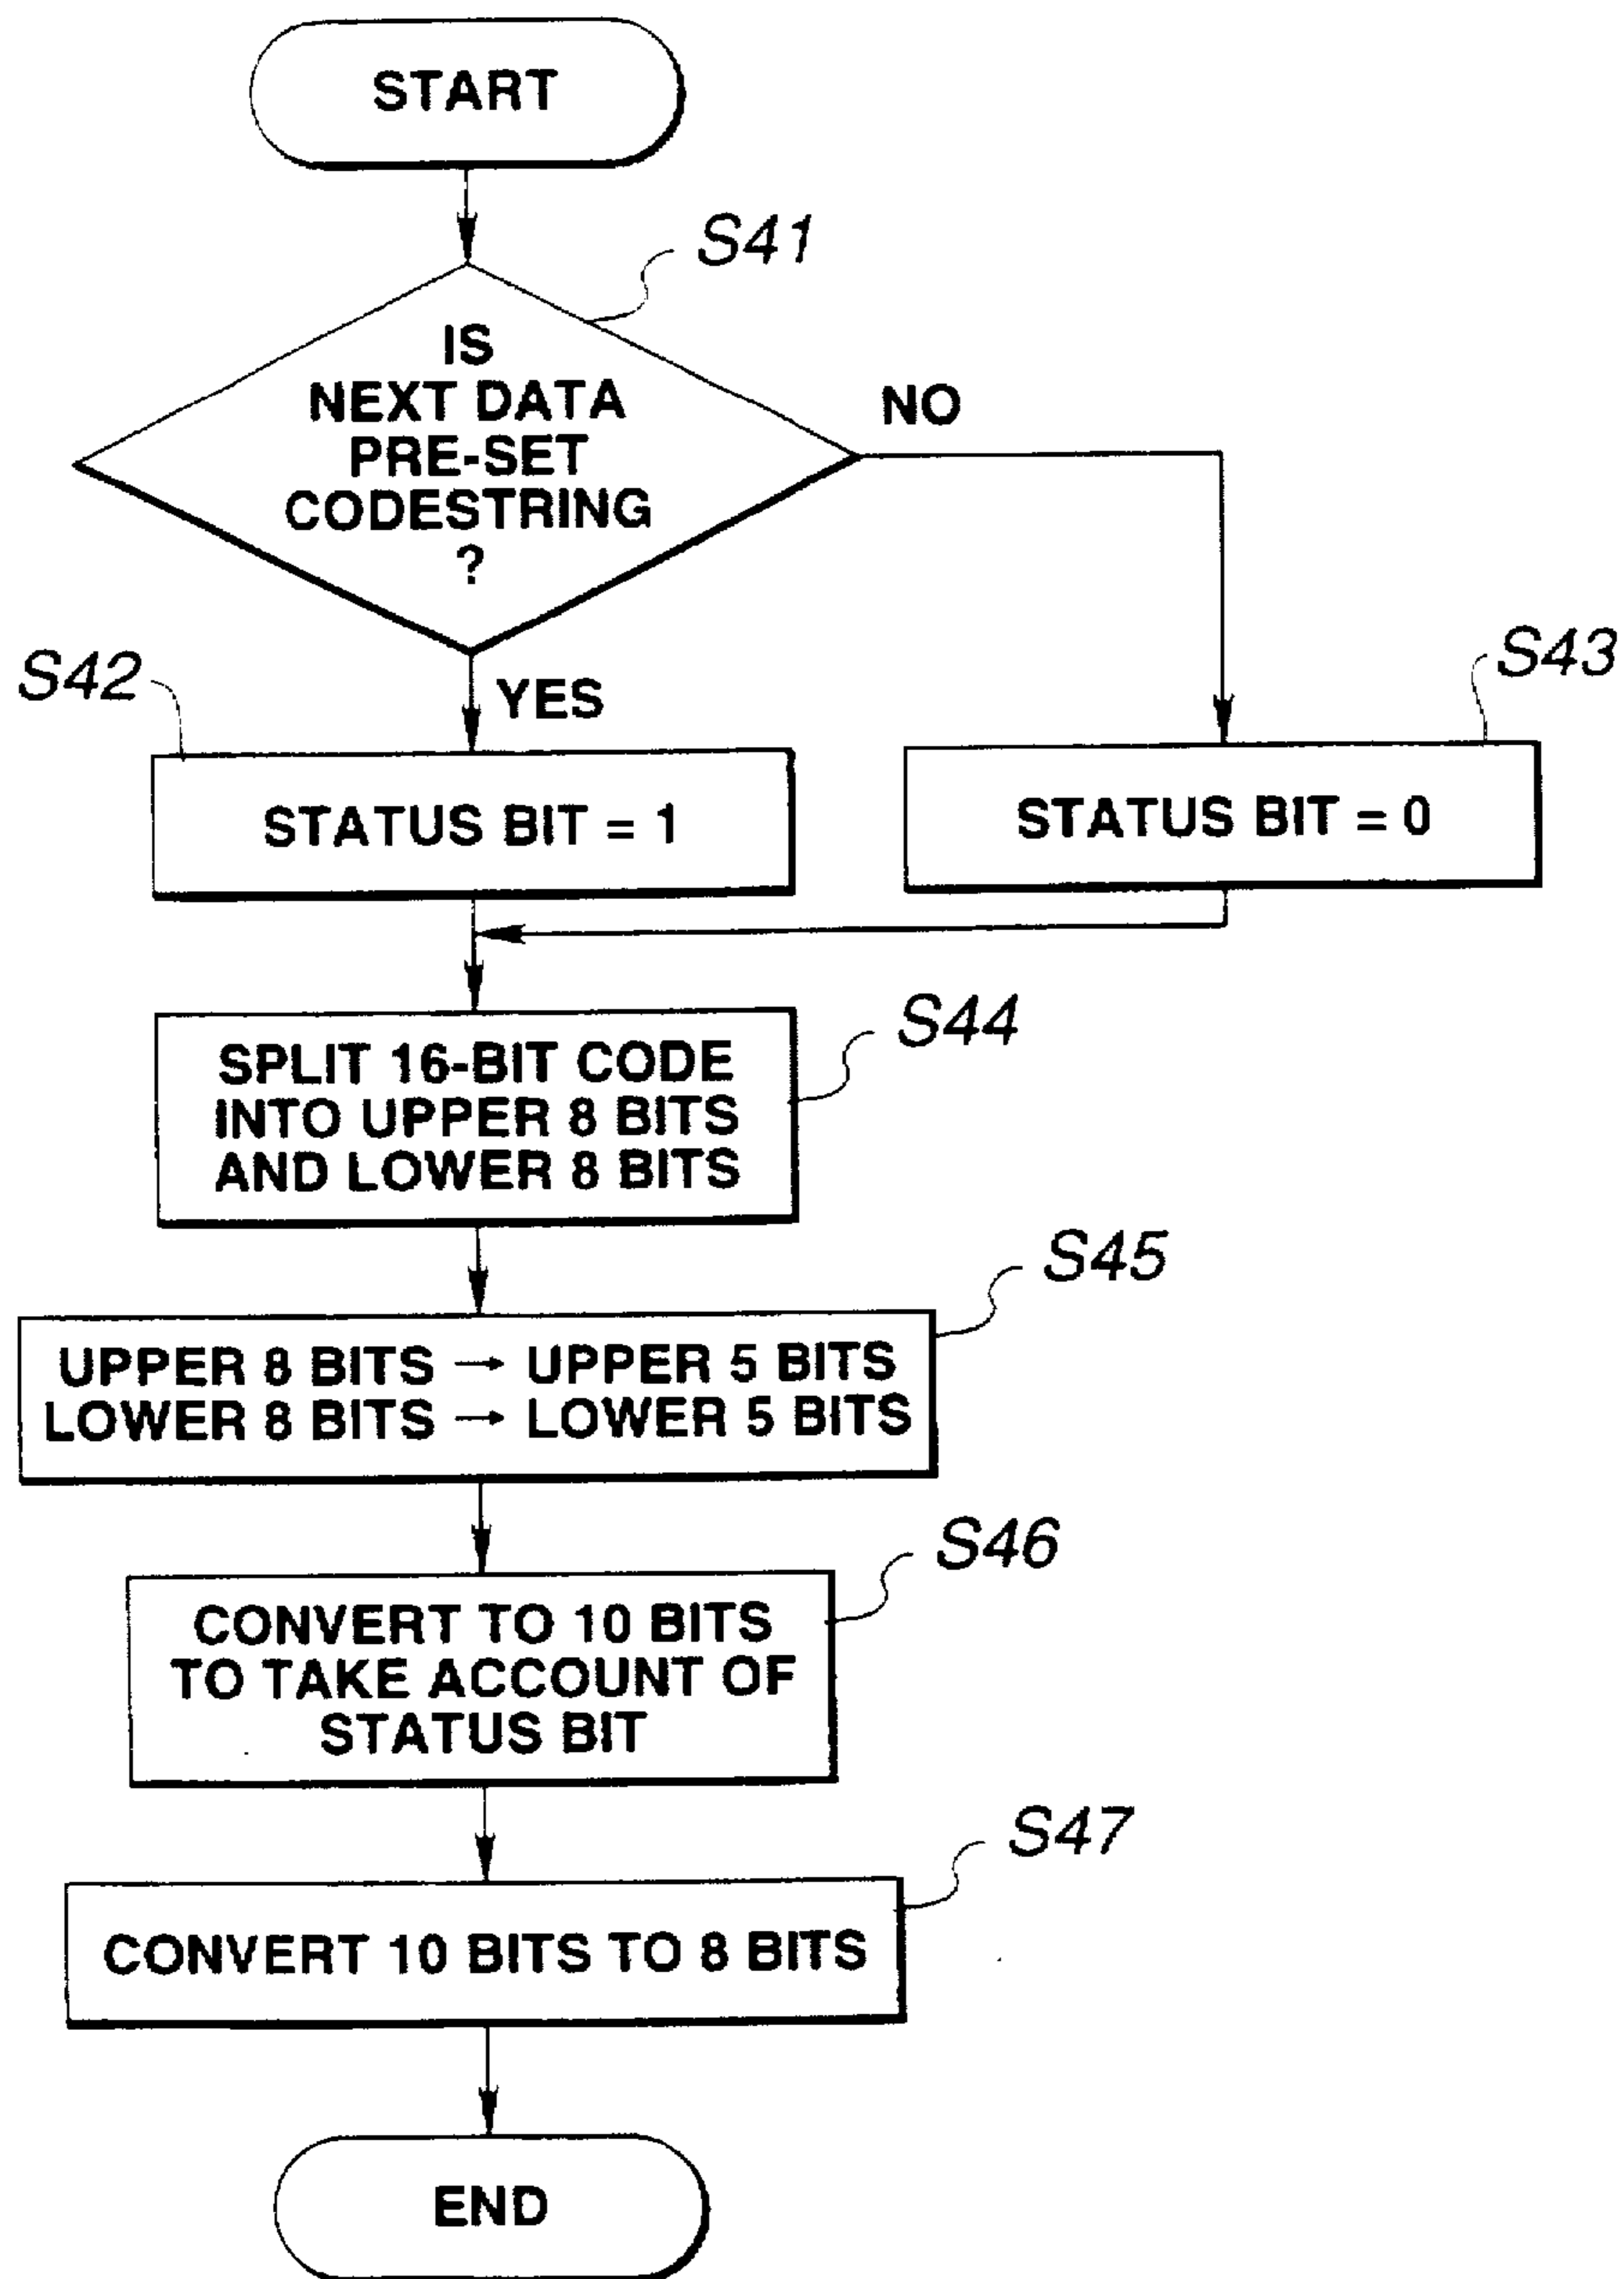 START
S41
IS
NEXT DATA
PRE-SET
CODESTRING
?
NO
YES
S42
S43
STATUS BIT = 1
STATUS BIT = 0
S44
SPLIT 16-BIT CODE
INTO UPPER 8 BITS
AND LOWER 8 BITS
S45
UPPER 8 BITS → UPPER 5 BITS
LOWER 8 BITS → LOWER 5 BITS
S46
CONVERT TO 10 BITS
TO TAKE ACCOUNT OF
STATUS BIT
S47
CONVERT 10 BITS TO 8 BITS
END